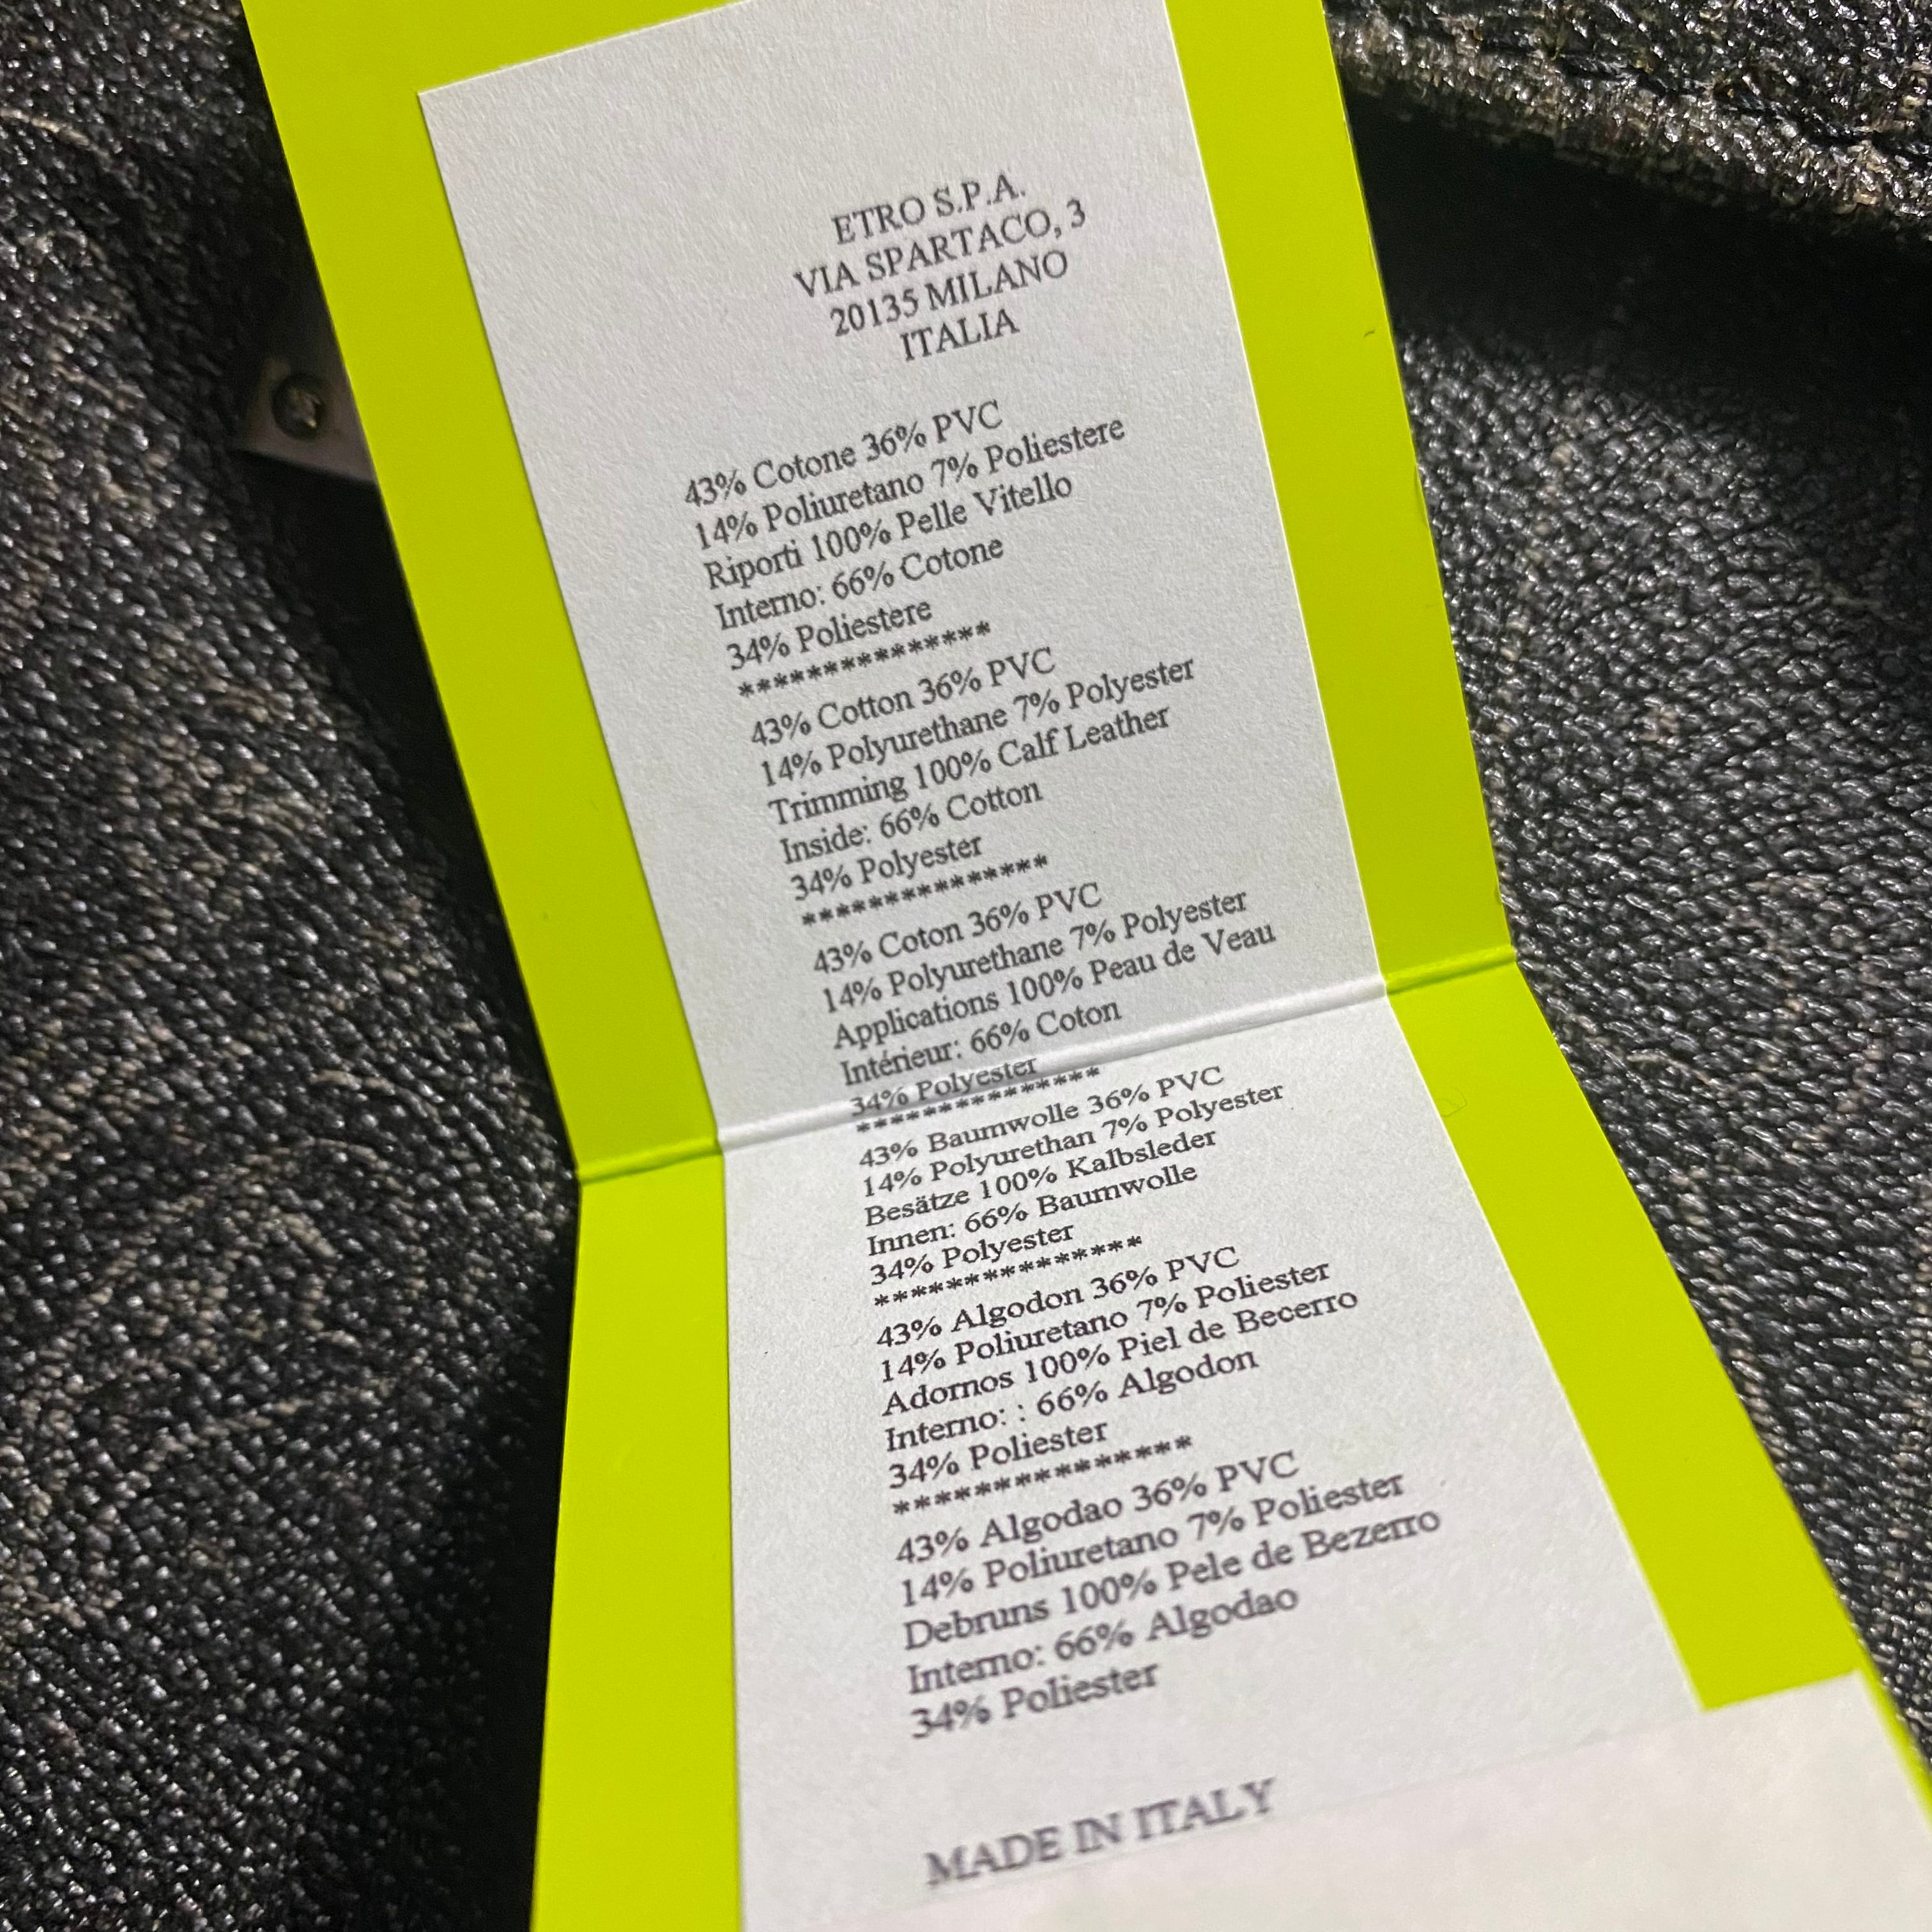 ETRO S.P.A.
VIA SPARTACO, 3
20135 MILANO
ITALIA
43% Cotone 36% PVC
14% Poliuretano 7% Poliestere
Riporti 100% Pelle Vitello
Interno: 66% Cotone
34% Poliestere
***************
43% Cotton 36% PVC
14% Polyurethane 7% Polyester
Trimming 100% Calf Leather
Inside: 66% Cotton
34% Polyester
***************
43% Coton 36% PVC
14% Polyurethane 7% Polyester
Applications 100% Peau de Veau
Intérieur: 66% Coton
34% Polyester
***************
43% Baumwolle 36% PVC
14% Polyurethan 7% Polyester
Besätze 100% Kalbsleder
Innen: 66% Baumwolle
34% Polyester
***************
43% Algodon 36% PVC
14% Poliuretano 7% Poliester
Adornos 100% Piel de Becerro
Interno: : 66% Algodon
34% Poliester
***************
43% Algodao 36% PVC
14% Poliuretano 7% Poliester
Debruns 100% Pele de Bezerro
Interno: 66% Algodao
34% Poliester
MADE IN ITALY